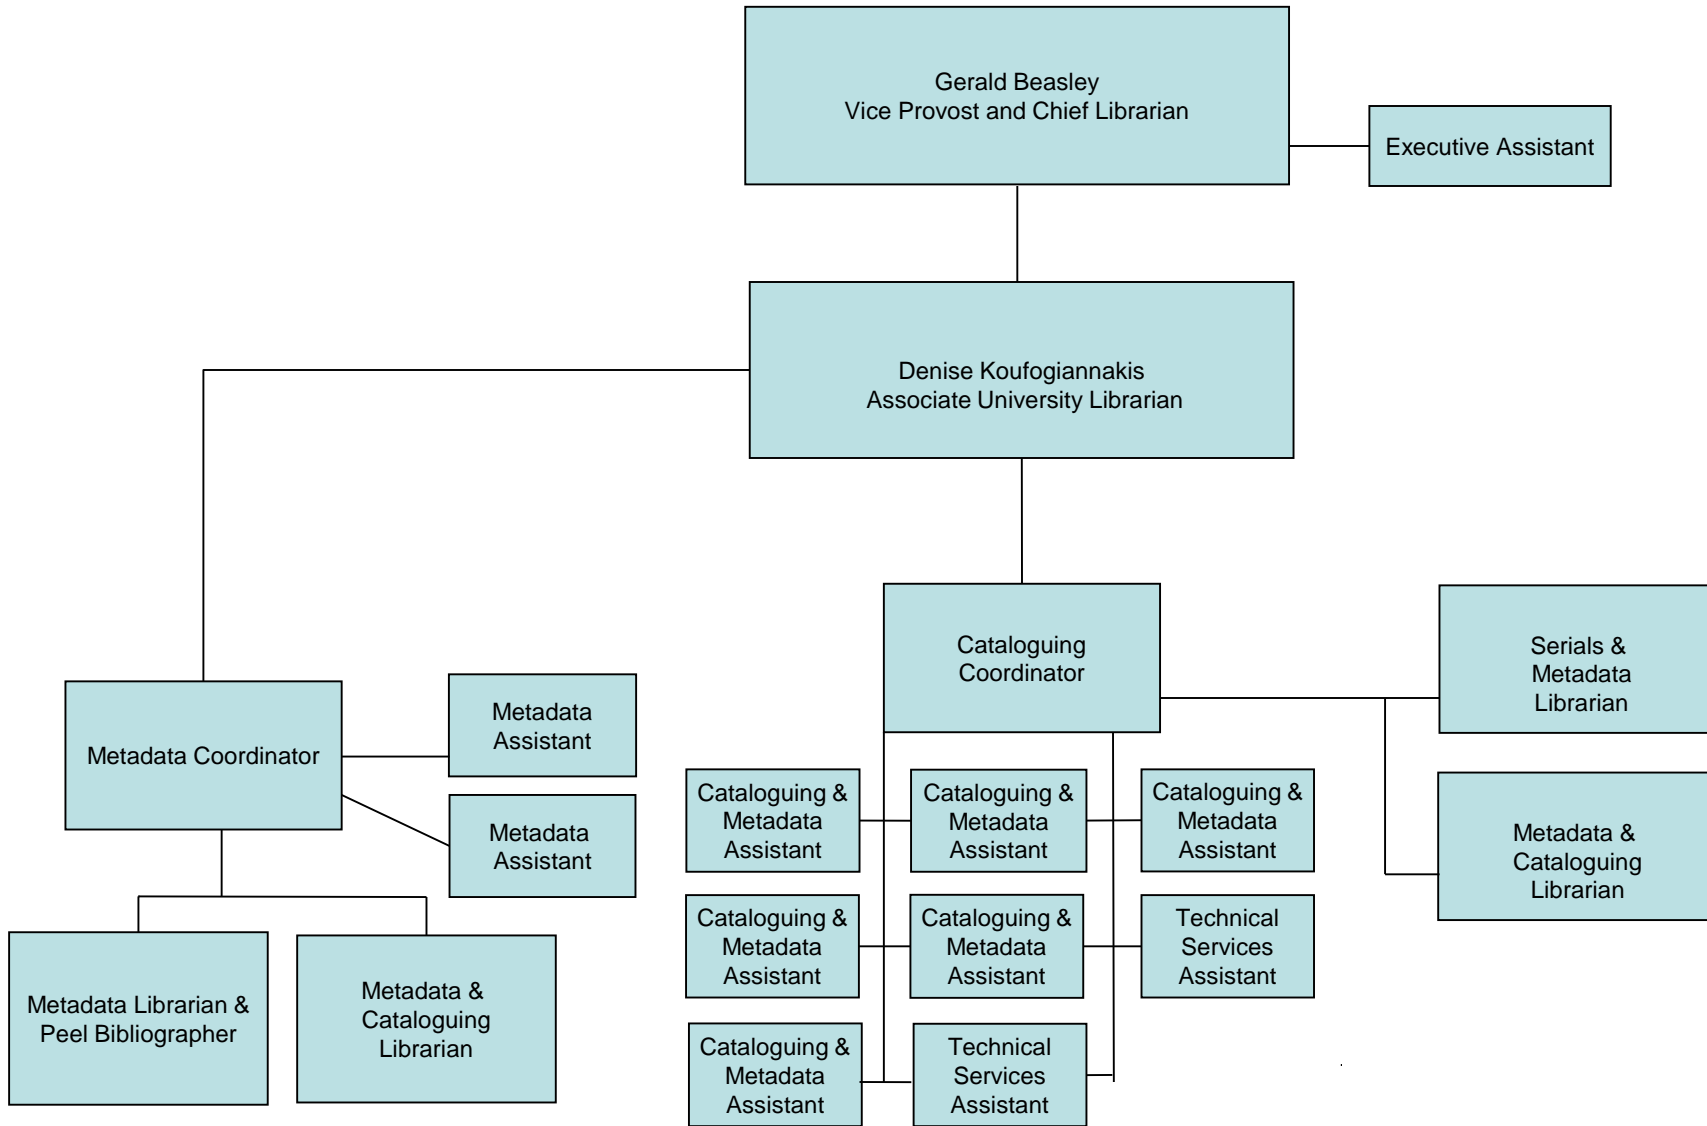 Gerald Beasley
Vice Provost and Chief Librarian
Executive Assistant
Denise Koufogiannakis
Associate University Librarian
Cataloguing
Coordinator
Serials &
Metadata
Librarian
Metadata Coordinator
Metadata
Assistant
Metadata
Assistant
Cataloguing &
Metadata
Assistant
Cataloguing &
Metadata
Assistant
Cataloguing &
Metadata
Assistant
Metadata &
Cataloguing
Librarian
Cataloguing &
Metadata
Assistant
Cataloguing &
Metadata
Assistant
Technical
Services
Assistant
Metadata Librarian &
Peel Bibliographer
Metadata &
Cataloguing
Librarian
Cataloguing &
Metadata
Assistant
Technical
Services
Assistant